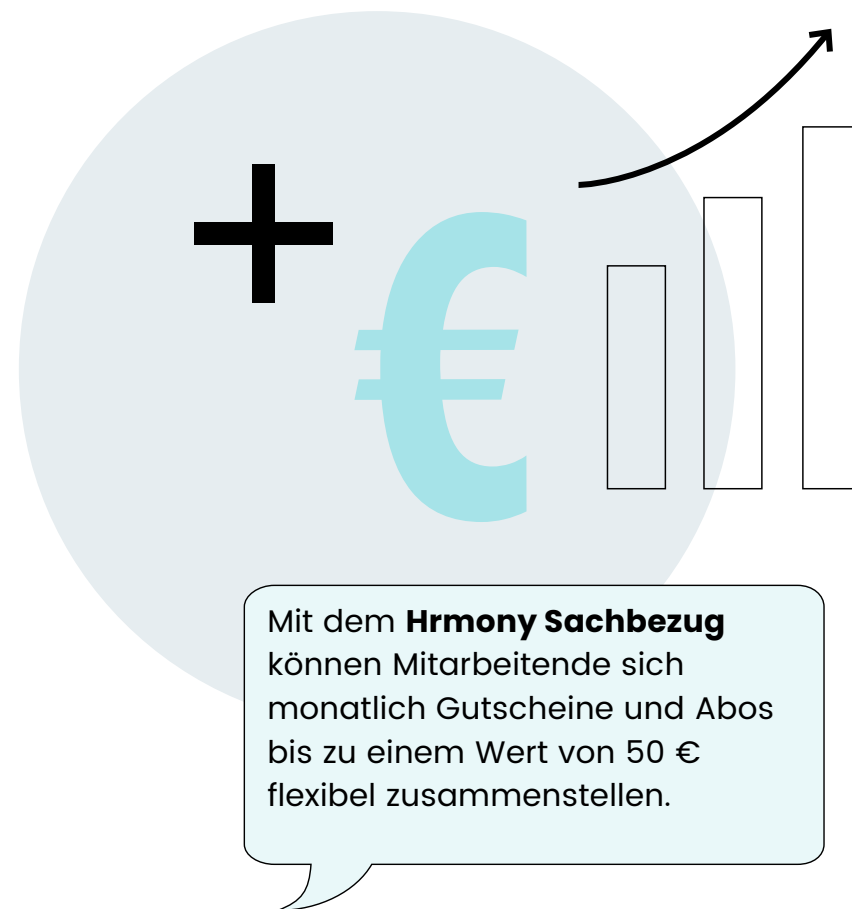 +
€
Mit dem Hrmony Sachbezug
können Mitarbeitende sich
monatlich Gutscheine und Abos
bis zu einem Wert von 50 €
flexibel zusammenstellen.